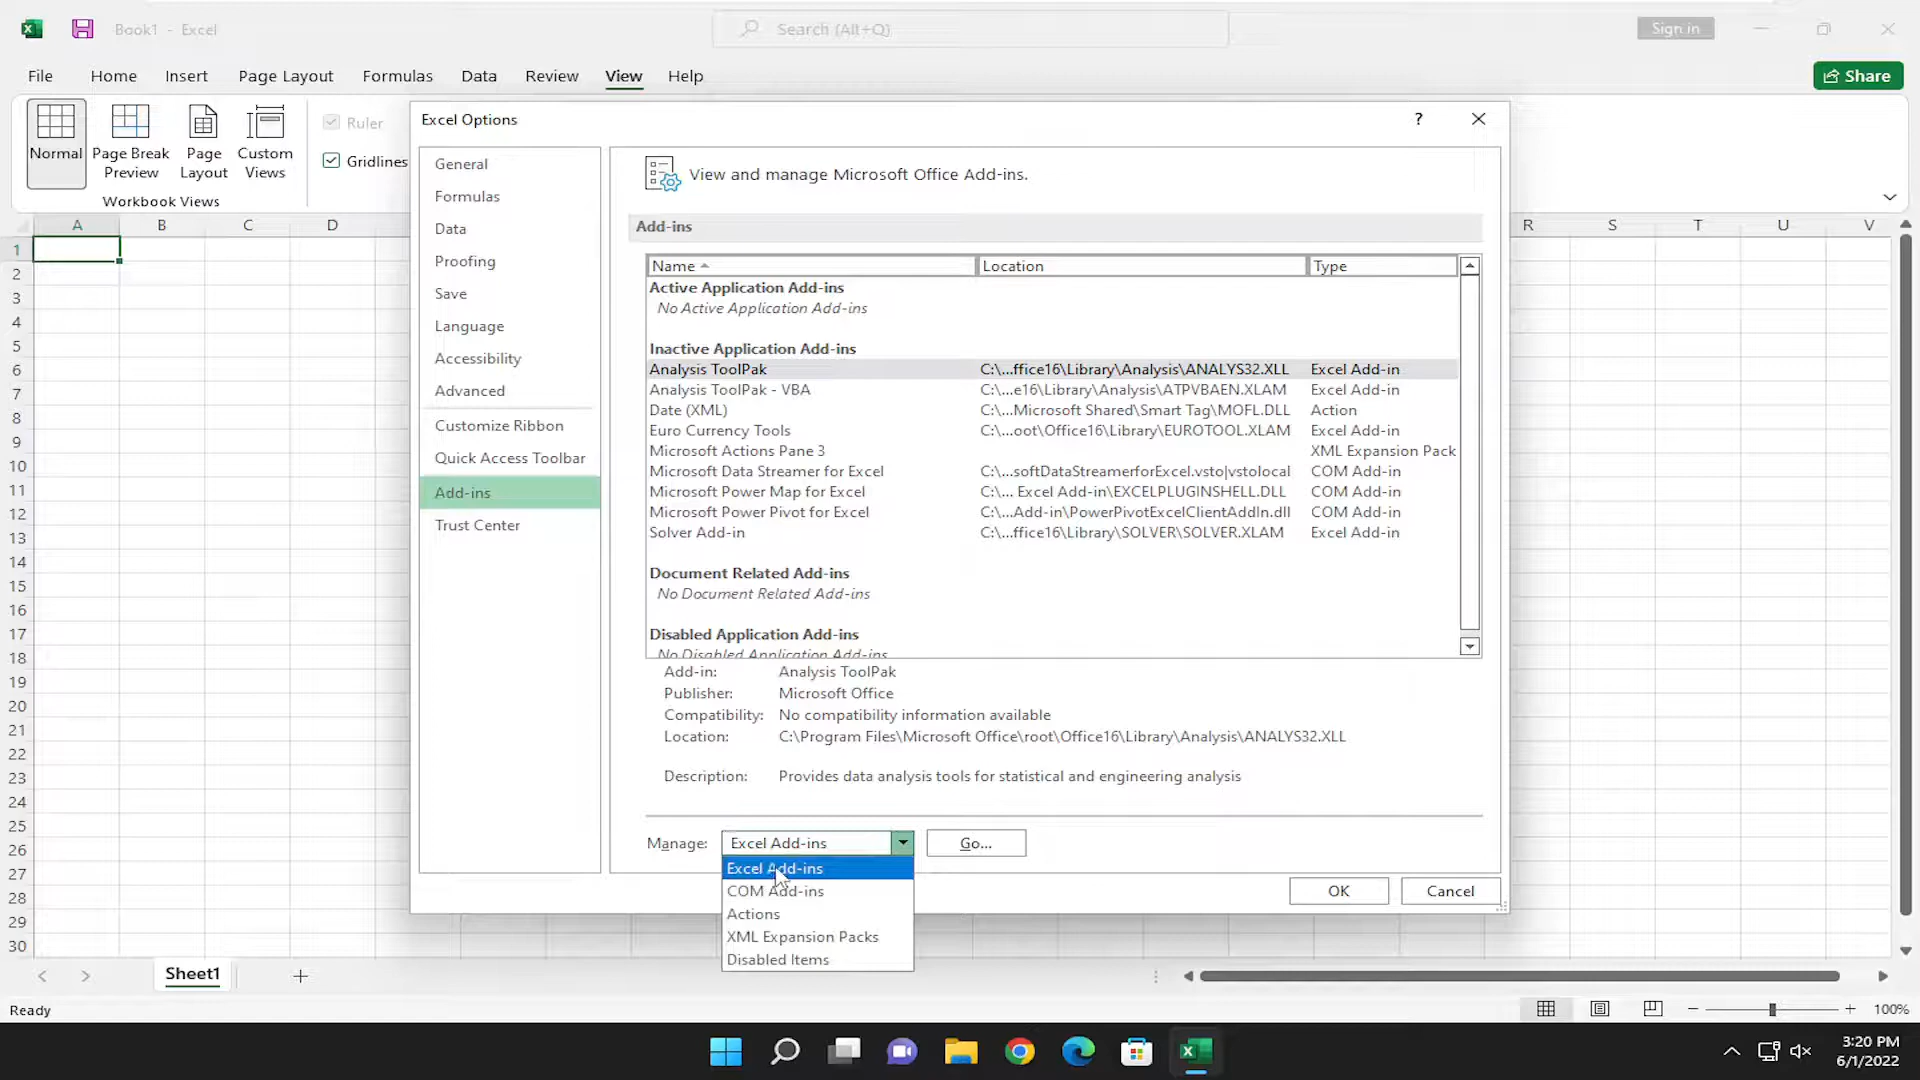 Book1 - Excel
Search (Alt+Q)
Sign in
File Home Insert Page Layout Formulas Data Review View Help
Share
Normal
Page Break Preview
Page Layout
Custom Views
Workbook Views
Ruler
Gridlines
A B C D R S T U V
1
2
3
4
5
6
7
8
9
10
11
12
13
14
15
16
17
18
19
20
21
22
23
24
25
26
27
28
29
30
Excel Options
?
General
Formulas
Data
Proofing
Save
Language
Accessibility
Advanced
Customize Ribbon
Quick Access Toolbar
Add-ins
Trust Center
View and manage Microsoft Office Add-ins.
Add-ins
Name Location Type
Active Application Add-ins
No Active Application Add-ins
Inactive Application Add-ins
Analysis ToolPak C:\...ffice16\Library\Analysis\ANALYS32.XLL Excel Add-in
Analysis ToolPak - VBA C:\...e16\Library\Analysis\ATPVBAEN.XLAM Excel Add-in
Date (XML) C:\...Microsoft Shared\Smart Tag\MOFL.DLL Action
Euro Currency Tools C:\...oot\Office16\Library\EUROTOOL.XLAM Excel Add-in
Microsoft Actions Pane 3 XML Expansion Pack
Microsoft Data Streamer for Excel C:\...softDataStreamerforExcel.vsto|vstolocal COM Add-in
Microsoft Power Map for Excel C:\... Excel Add-in\EXCELPLUGINSHELL.DLL COM Add-in
Microsoft Power Pivot for Excel C:\...Add-in\PowerPivotExcelClientAddIn.dll COM Add-in
Solver Add-in C:\...ffice16\Library\SOLVER\SOLVER.XLAM Excel Add-in
Document Related Add-ins
No Document Related Add-ins
Disabled Application Add-ins
No Disabled Application Add-ins
Add-in: Analysis ToolPak
Publisher: Microsoft Office
Compatibility: No compatibility information available
Location: C:\Program Files\Microsoft Office\root\Office16\Library\Analysis\ANALYS32.XLL
Description: Provides data analysis tools for statistical and engineering analysis
Manage: Excel Add-ins Go...
Excel Add-ins
COM Add-ins
Actions
XML Expansion Packs
Disabled Items
OK Cancel
Sheet1
Ready
100%
3:20 PM
6/1/2022